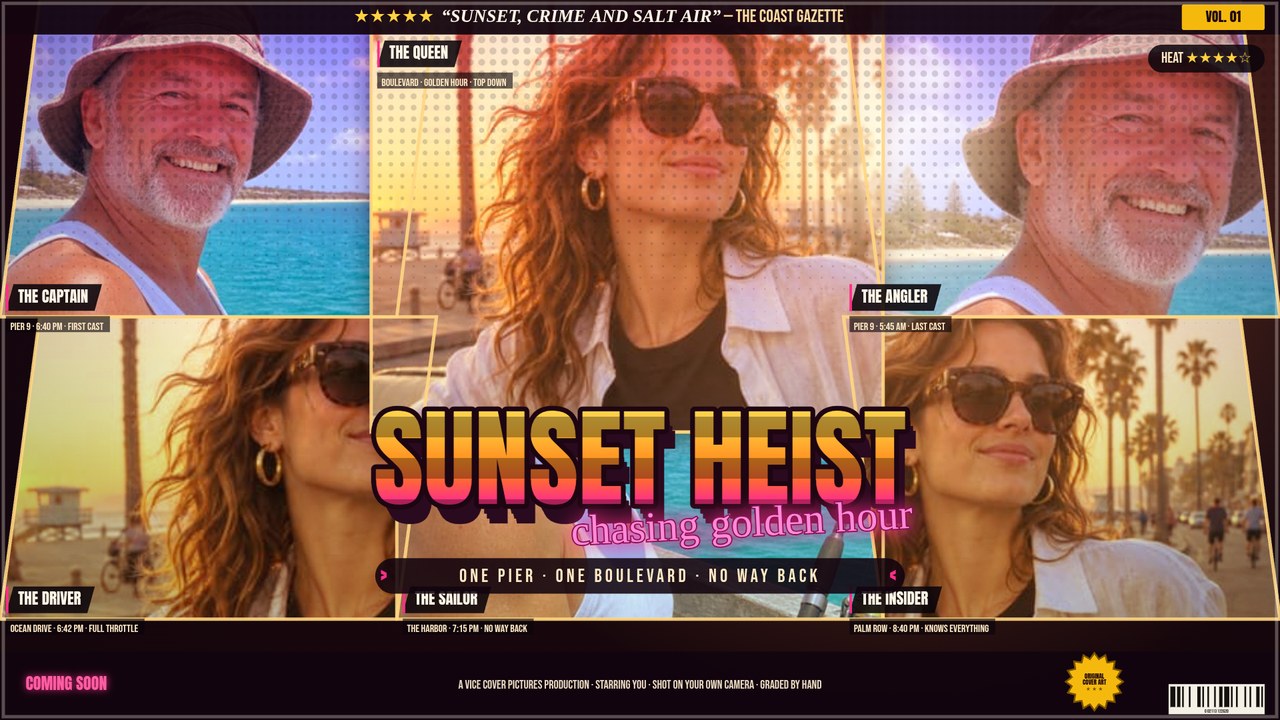 ★★★★★ “SUNSET, CRIME AND SALT AIR” — THE COAST GAZETTE
VOL. 01
THE QUEEN
BOULEVARD · GOLDEN HOUR · TOP DOWN
HEAT ★★★★☆
THE CAPTAIN
PIER 9 · 6:40 PM · FIRST CAST
THE ANGLER
PIER 9 · 5:45 AM · LAST CAST
SUNSET HEIST
chasing golden hour
ONE PIER · ONE BOULEVARD · NO WAY BACK
THE DRIVER
OCEAN DRIVE · 6:42 PM · FULL THROTTLE
THE SAILOR
THE HARBOR · 7:15 PM · NO WAY BACK
THE INSIDER
PALM ROW · 8:40 PM · KNOWS EVERYTHING
COMING SOON
A VICE COVER PICTURES PRODUCTION · STARRING YOU · SHOT ON YOUR OWN CAMERA · GRADED BY HAND
ORIGINAL
COVER ART
★ ★ ★